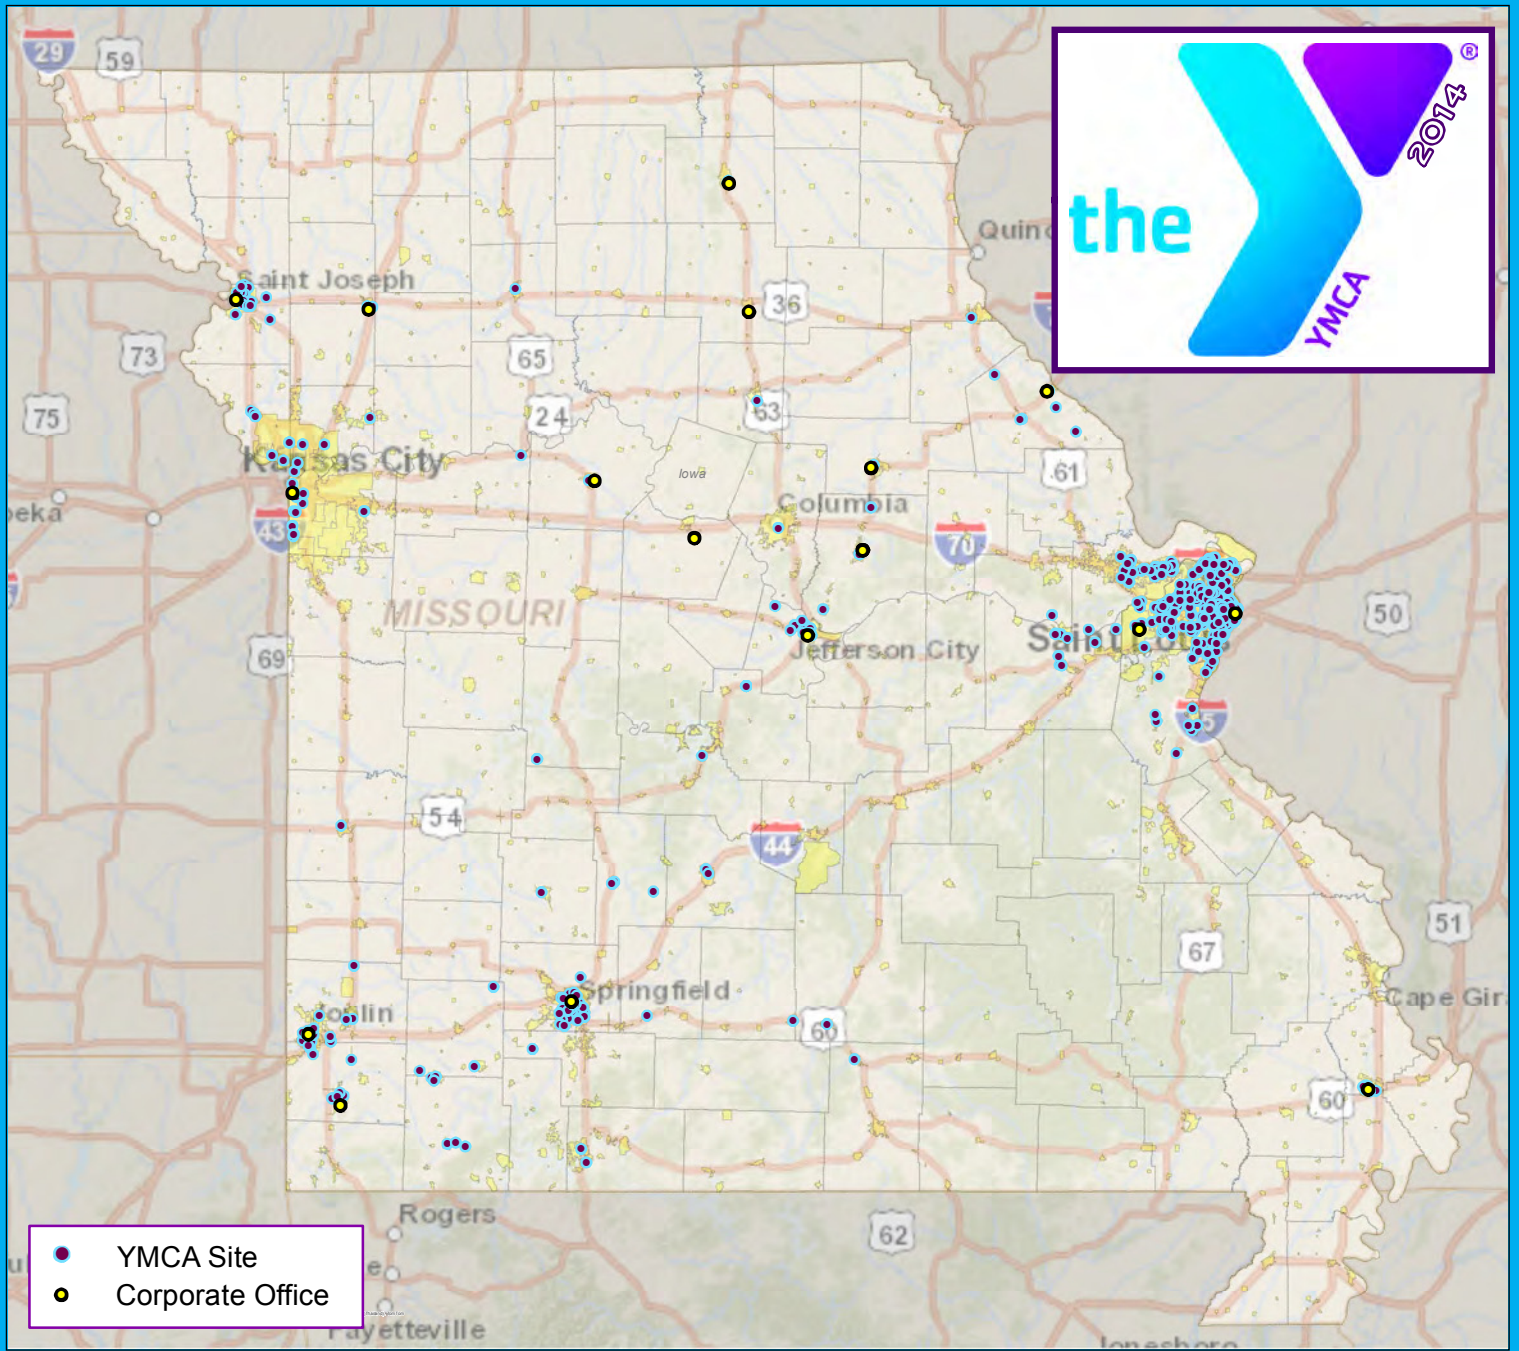 29
59
the
®
2014
YMCA
Quinc
Saint Joseph
36
73
65
75
24
63
Kansas City
Iowa
61
Columbia
peka
43
70
MISSOURI
50
Saint Louis
Jefferson City
69
54
44
51
67
Springfield
Cape Gir
Joplin
60
60
Rogers
62
YMCA Site
Corporate Office
Fayetteville
Jonesboro